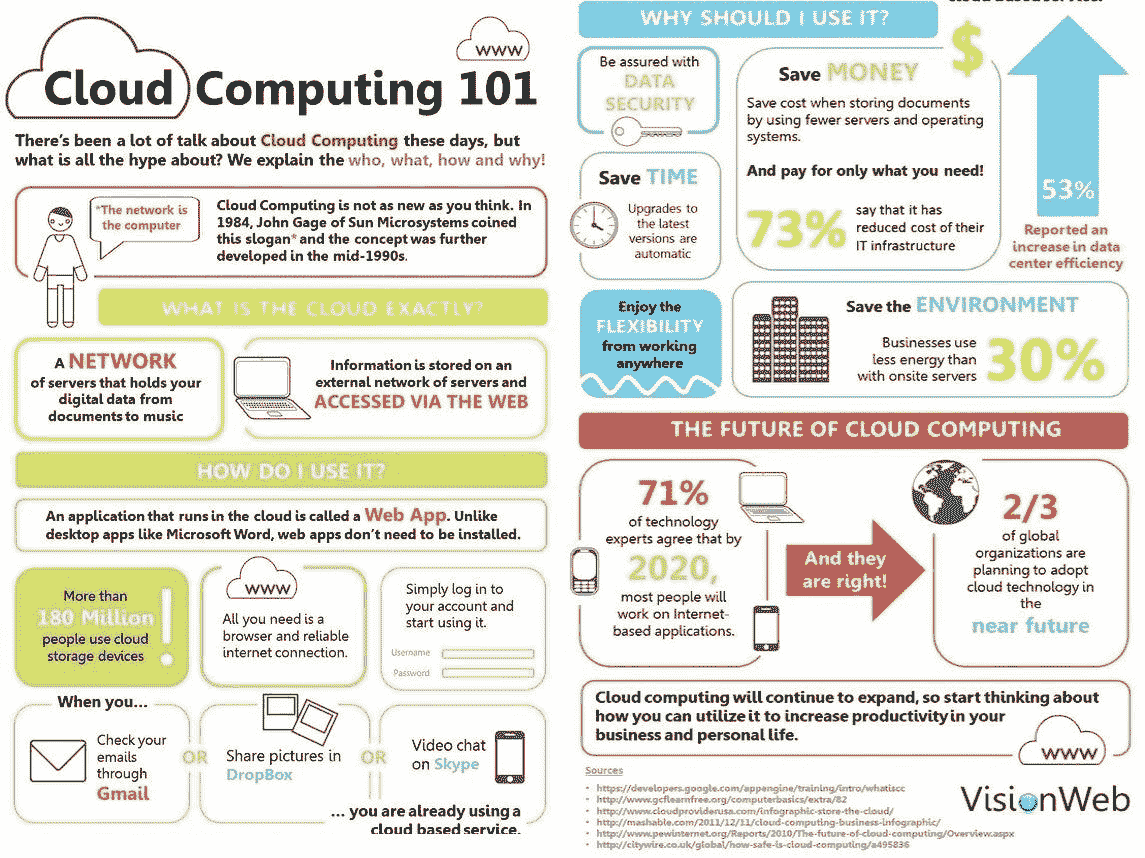 www
Cloud Computing 101
There's been a lot of talk about Cloud Computing these days, but
what is all the hype about? We explain the who, what, how and why!
"The network is
the computer
Cloud Computing is not as new as you think. In
1984, John Gage of Sun Microsystems coined
this slogan* and the concept was further
developed in the mid-1990s.
WHAT IS THE CLOUD EXACTLY?
A NETWORK
of servers that holds your
digital data from
documents to music
Information is stored on an
external network of servers and
ACCESSED VIA THE WEB
HOW DO I USE IT?
An application that runs in the cloud is called a Web App. Unlike
desktop apps like Microsoft Word, web apps don't need to be installed.
More than
180 Million
people use cloud
storage devices
!
www
All you need is a
browser and reliable
internet connection.
Simply log in to
your account and
start using it.
Username
Password
When you...
Check your
emails
through
Gmail
OR
Share pictures in
DropBox
OR
Video chat
on Skype
... you are already using a
cloud based service.
WHY SHOULD I USE IT?
Be assured with
DATA
SECURITY
Save TIME
Upgrades to
the latest
versions are
automatic
Save MONEY
$
Save cost when storing documents
by using fewer servers and operating
systems.
And pay for only what you need!
73%
say that it has
reduced cost of their
IT infrastructure
53%
Reported an
increase in data
center efficiency
Enjoy the
FLEXIBILITY
from working
anywhere
Save the ENVIRONMENT
Businesses use
less energy than
with onsite servers
30%
THE FUTURE OF CLOUD COMPUTING
71%
of technology
experts agree that by
2020,
most people will
work on Internet-
based applications.
And they
are right!
2/3
of global
organizations are
planning to adopt
cloud technology in
the
near future
Cloud computing will continue to expand, so start thinking about
how you can utilize it to increase productivity in your
business and personal life.
www
Sources
• https://developers.google.com/appengine/training/intro/whatiscc
• http://www.gcflearnfree.org/computerbasics/extra/82
• http://www.cloudproviderusa.com/infographic-store-the-cloud/
• http://mashable.com/2011/12/11/cloud-computing-business-infographic/
• http://www.pewinternet.org/Reports/2010/The-future-of-cloud-computing/Overview.aspx
• http://citywire.co.uk/global/how-safe-is-cloud-computing/a495836
VisionWeb